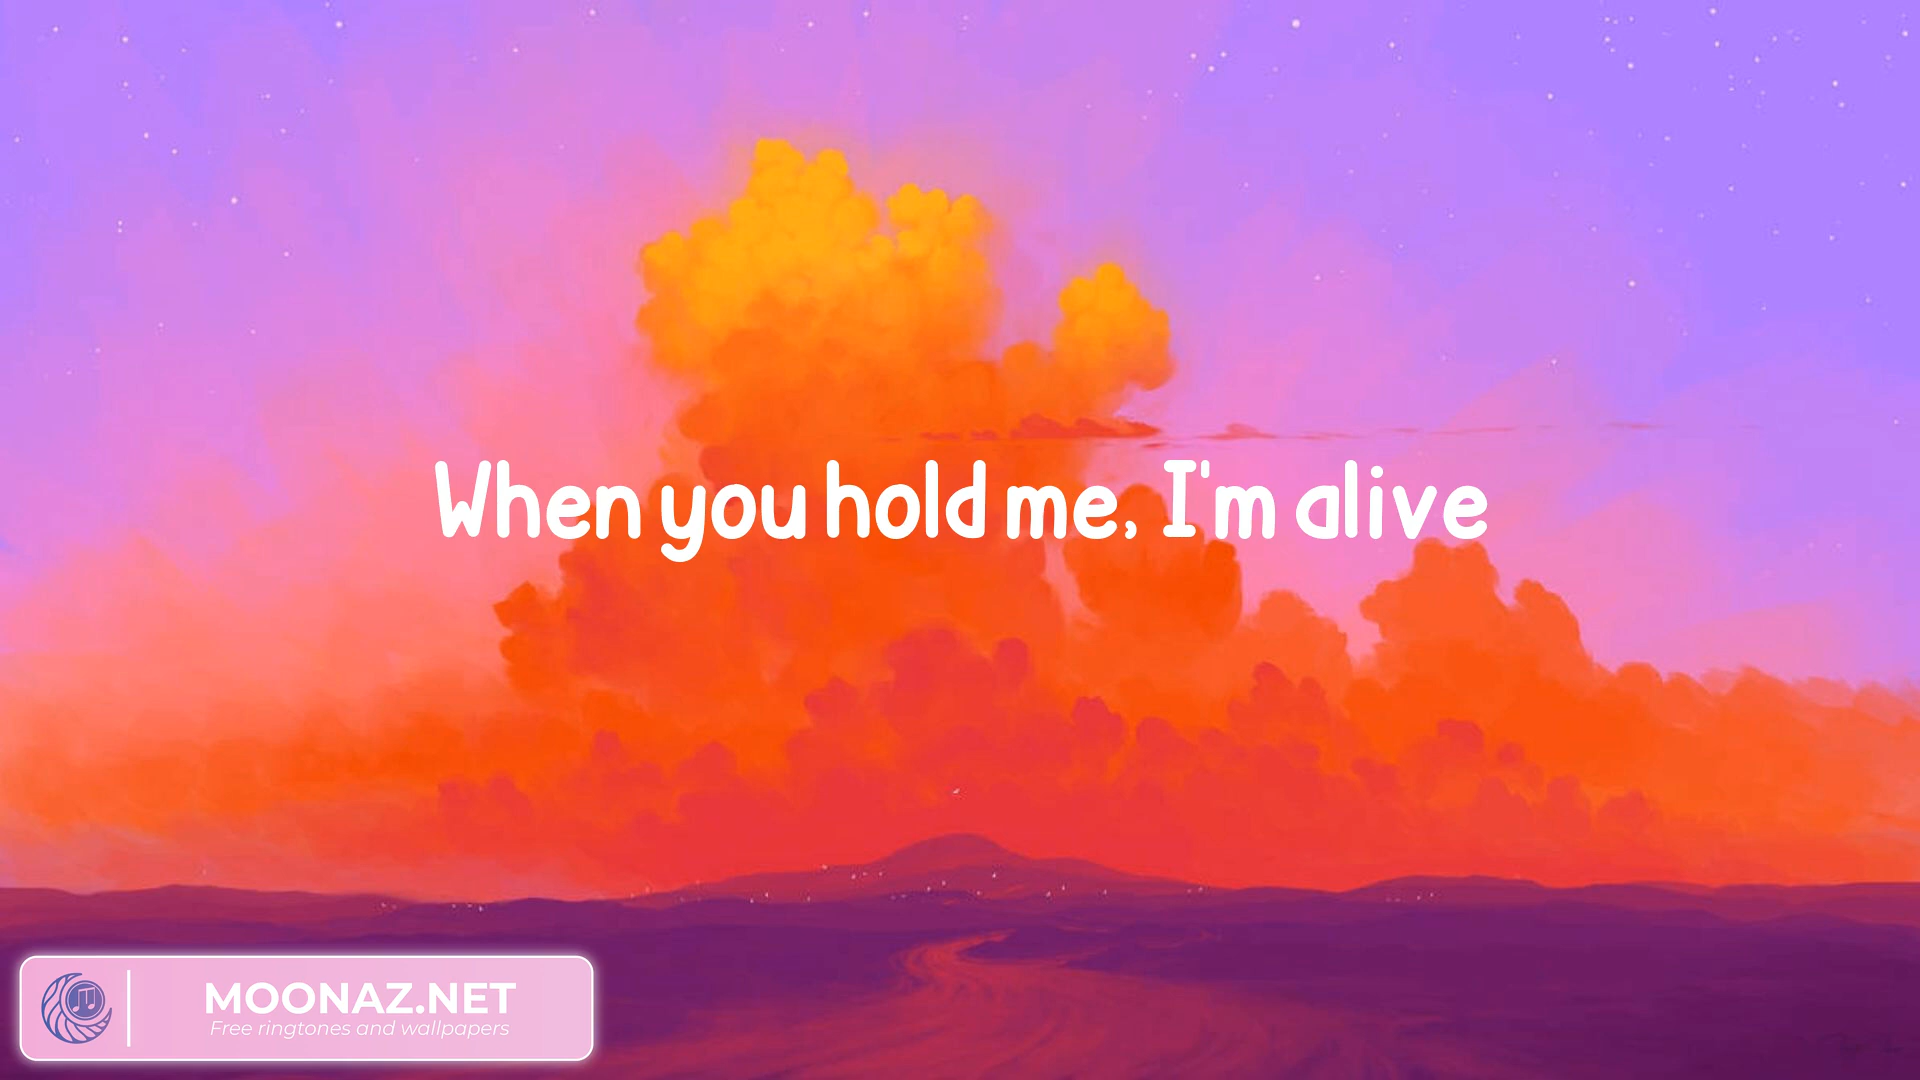 When you hold me, I'm alive
MOONAZ.NET
Free ringtones and wallpapers